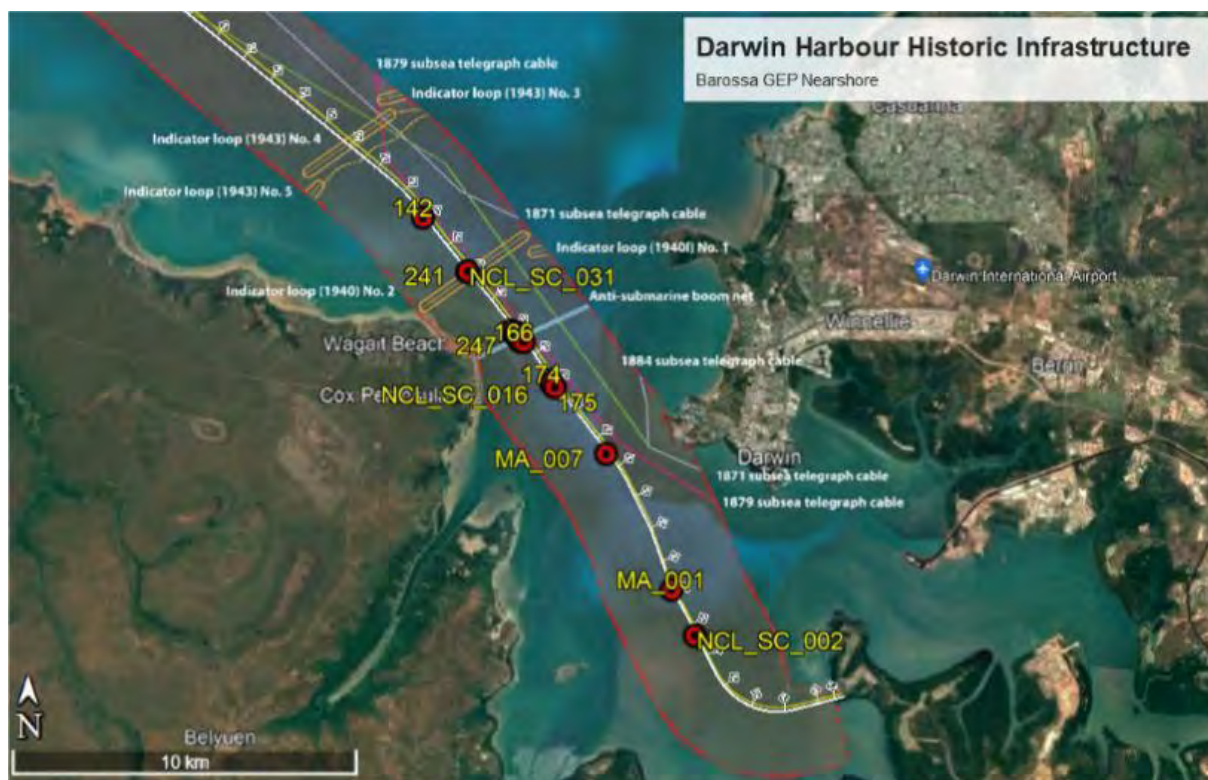 Darwin Harbour Historic Infrastructure
Barossa GEP Nearshore
Casuarina
1879 subsea telegraph cable
Indicator loop (1943) No. 3
Indicator loop (1943) No. 4
Indicator loop (1943) No. 5
142
1871 subsea telegraph cable
Indicator loop (1940I) No. 1
241
NCL_SC_031
Darwin International Airport
Indicator loop (1940) No. 2
Anti-submarine boom net
166
Winnellie
Wagait Beach
247
1884 subsea telegraph cable
174
NCL_SC_016
175
MA_007
Darwin
1871 subsea telegraph cable
1879 subsea telegraph cable
MA_001
NCL_SC_002
N
Belyuen
10 km